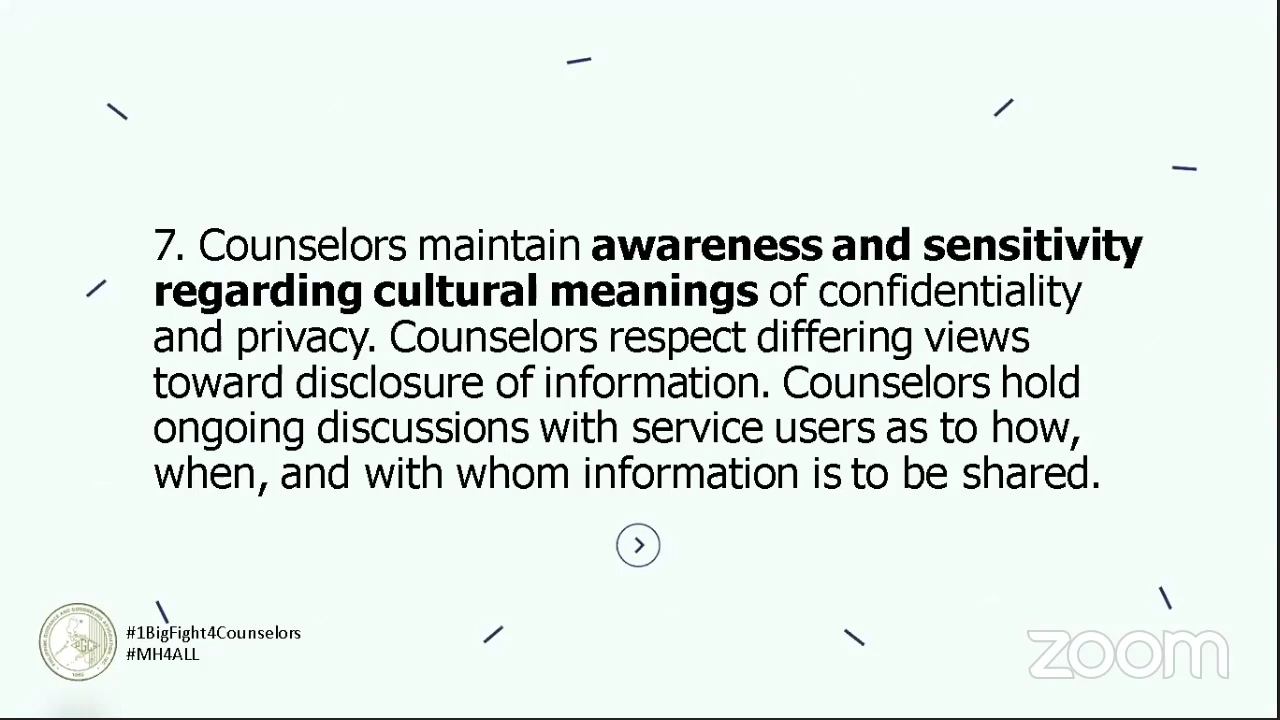 7. Counselors maintain awareness and sensitivity
regarding cultural meanings of confidentiality
and privacy. Counselors respect differing views
toward disclosure of information. Counselors hold
ongoing discussions with service users as to how,
when, and with whom information is to be shared.
#1BigFight4Counselors
#MH4ALL
zoom